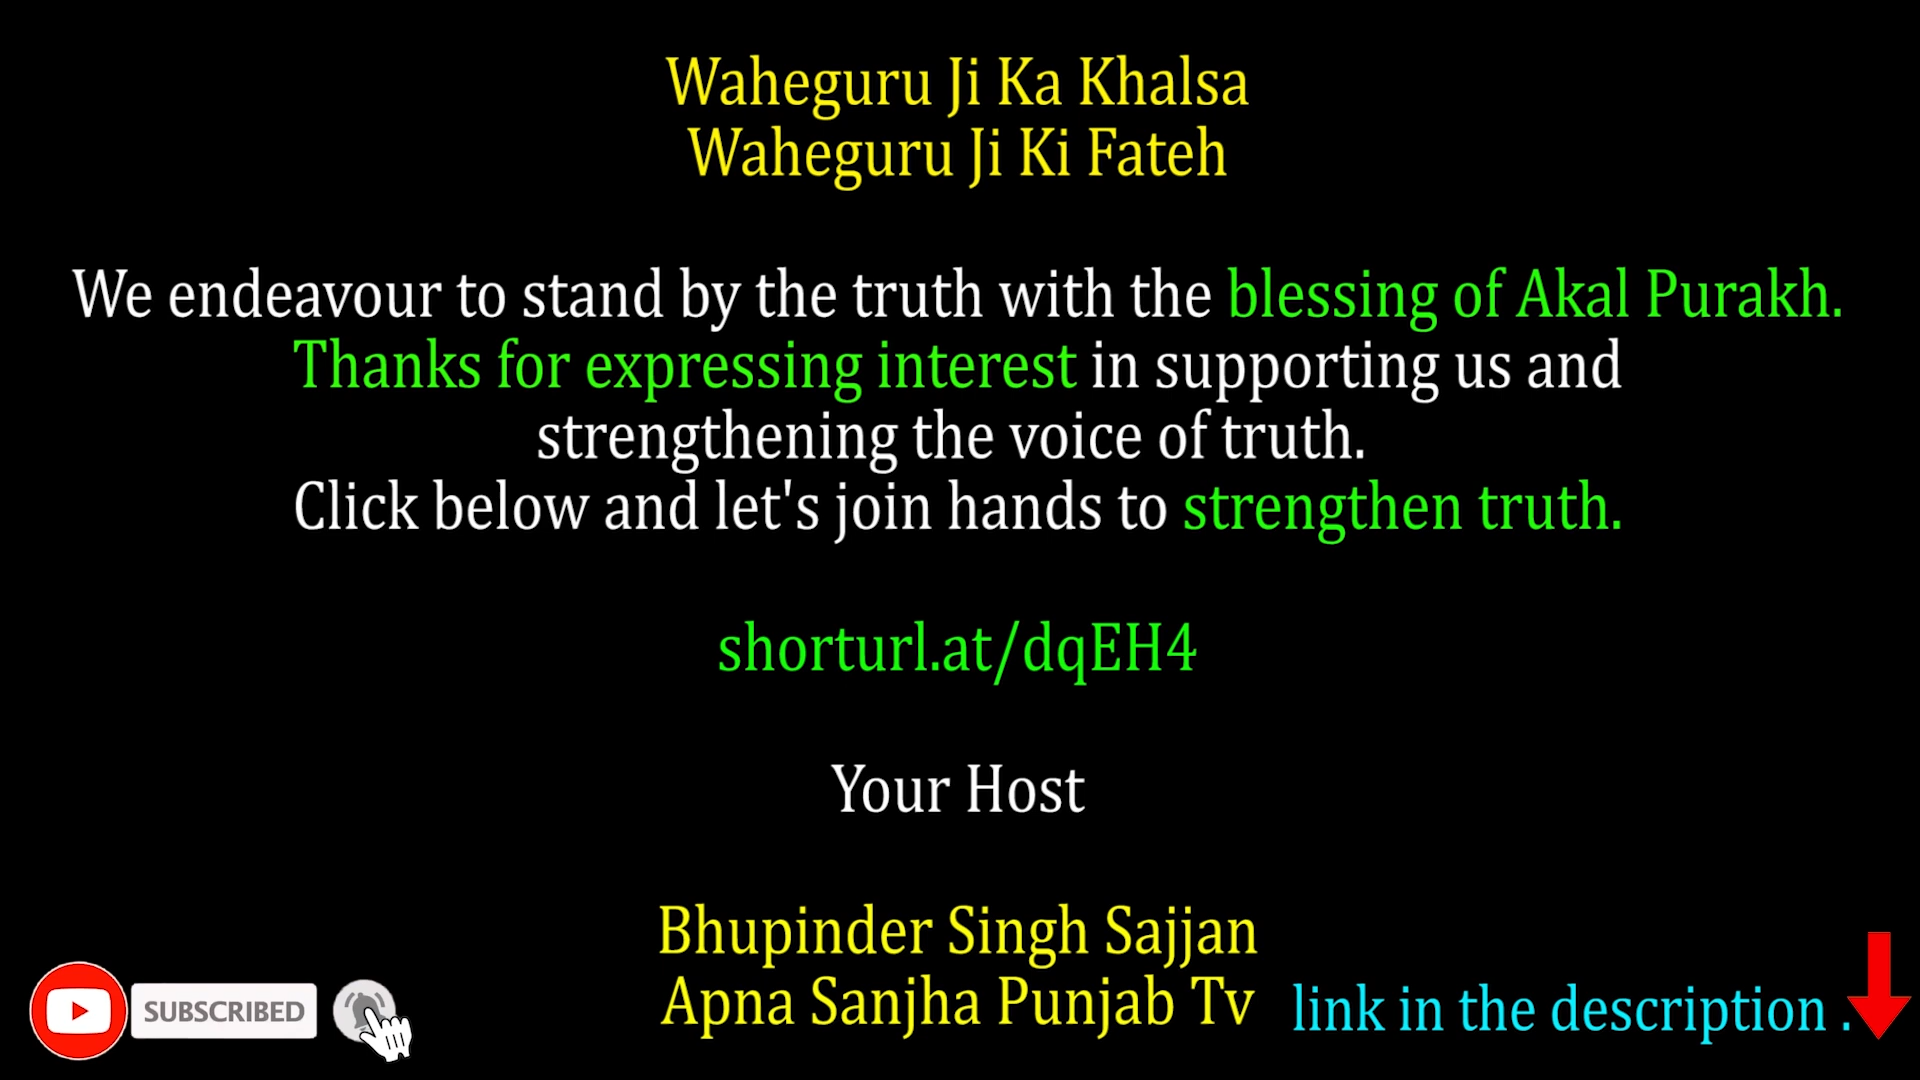 Waheguru Ji Ka Khalsa
Waheguru Ji Ki Fateh
We endeavour to stand by the truth with the blessing of Akal Purakh.
Thanks for expressing interest in supporting us and
strengthening the voice of truth.
Click below and let's join hands to strengthen truth.
shorturl.at/dqEH4
Your Host
Bhupinder Singh Sajjan
Apna Sanjha Punjab Tv
link in the description .
SUBSCRIBED